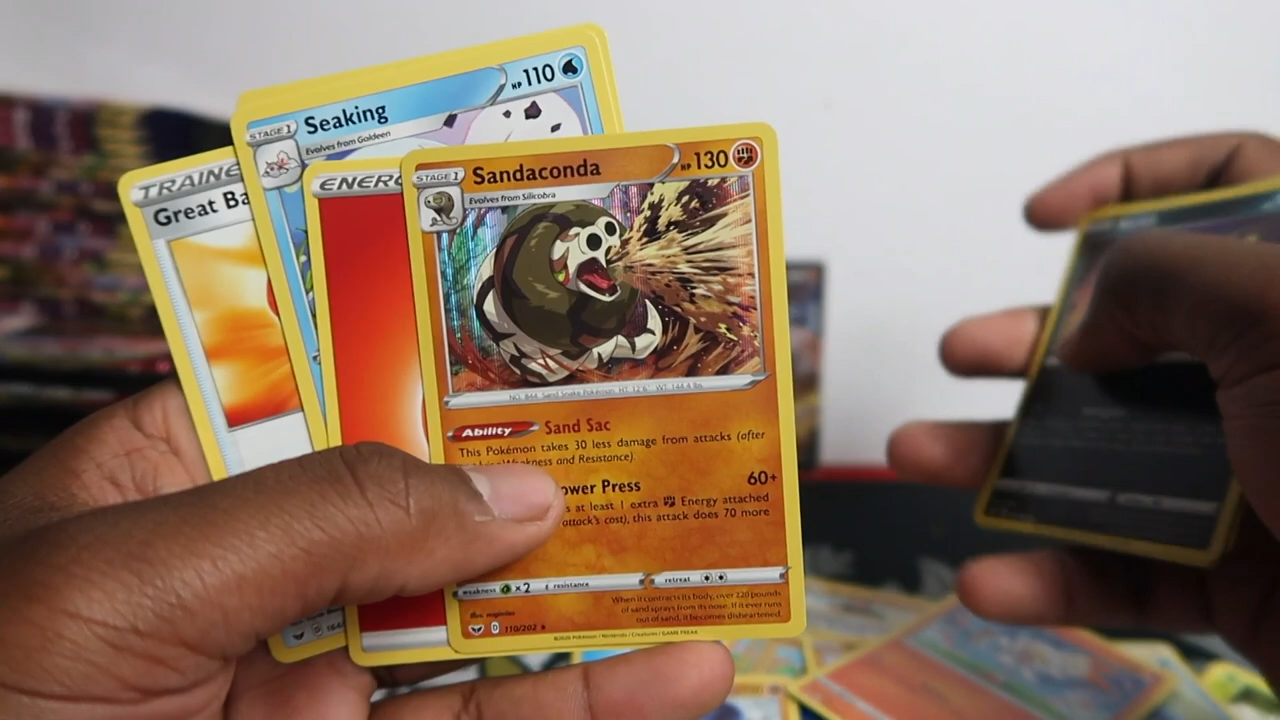 TRAINE
Great Ba
STAGE 1
Seaking
HP 110
Evolves from Goldeen
ENERG
STAGE 1
Sandaconda
HP 130
Evolves from Silicobra
NO. 844 Sand Snake Pokémon HT: 12'6" WT: 144.4 lbs.
Ability Sand Sac
This Pokémon takes 30 less damage from attacks (after
Weakness and Resistance).
ower Press 60+
s at least 1 extra Energy attached
attack's cost), this attack does 70 more
weakness ×2 resistance retreat
When it contracts its body, over 220 pounds
of sand sprays from its nose. If it ever runs
out of sand, it becomes disheartened.
Illus.
D 110/202
©2020 Pokémon / Nintendo / Creatures / GAME FREAK
D 164